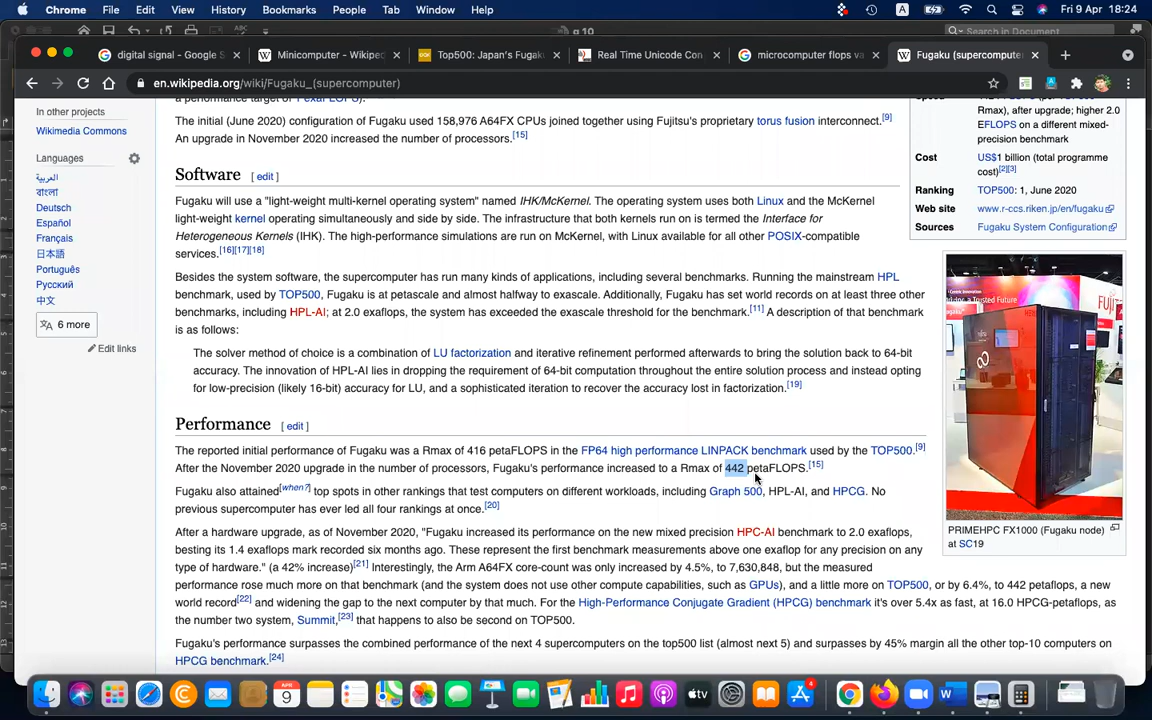 Chrome File Edit View History Bookmarks People Tab Window Help
A
Fri 9 Apr 18:24
g 10
Search in Document
digital signal - Google S
Minicomputer - Wikiped
Top500: Japan's Fugaku
Real Time Unicode Con
microcomputer flops va
Fugaku (supercomputer
en.wikipedia.org/wiki/Fugaku_(supercomputer)
In other projects
Wikimedia Commons
Languages
العربية
বাংলা
Deutsch
Español
Français
日本語
Português
Русский
中文
6 more
Edit links
The initial (June 2020) configuration of Fugaku used 158,976 A64FX CPUs joined together using Fujitsu's proprietary torus fusion interconnect.[9]
An upgrade in November 2020 increased the number of processors.[15]
Software [ edit ]
Fugaku will use a "light-weight multi-kernel operating system" named IHK/McKernel. The operating system uses both Linux and the McKernel
light-weight kernel operating simultaneously and side by side. The infrastructure that both kernels run on is termed the Interface for
Heterogeneous Kernels (IHK). The high-performance simulations are run on McKernel, with Linux available for all other POSIX-compatible
services.[16][17][18]
Besides the system software, the supercomputer has run many kinds of applications, including several benchmarks. Running the mainstream HPL
benchmark, used by TOP500, Fugaku is at petascale and almost halfway to exascale. Additionally, Fugaku has set world records on at least three other
benchmarks, including HPL-AI; at 2.0 exaflops, the system has exceeded the exascale threshold for the benchmark.[11] A description of that benchmark
is as follows:
The solver method of choice is a combination of LU factorization and iterative refinement performed afterwards to bring the solution back to 64-bit
accuracy. The innovation of HPL-AI lies in dropping the requirement of 64-bit computation throughout the entire solution process and instead opting
for low-precision (likely 16-bit) accuracy for LU, and a sophisticated iteration to recover the accuracy lost in factorization.[19]
Performance [ edit ]
The reported initial performance of Fugaku was a Rmax of 416 petaFLOPS in the FP64 high performance LINPACK benchmark used by the TOP500.[9]
After the November 2020 upgrade in the number of processors, Fugaku's performance increased to a Rmax of 442 petaFLOPS.[15]
Fugaku also attained[when?] top spots in other rankings that test computers on different workloads, including Graph 500, HPL-AI, and HPCG. No
previous supercomputer has ever led all four rankings at once.[20]
After a hardware upgrade, as of November 2020, "Fugaku increased its performance on the new mixed precision HPC-AI benchmark to 2.0 exaflops,
besting its 1.4 exaflops mark recorded six months ago. These represent the first benchmark measurements above one exaflop for any precision on any
type of hardware." (a 42% increase)[21] Interestingly, the Arm A64FX core-count was only increased by 4.5%, to 7,630,848, but the measured
performance rose much more on that benchmark (and the system does not use other compute capabilities, such as GPUs), and a little more on TOP500, or by 6.4%, to 442 petaflops, a new
world record[22] and widening the gap to the next computer by that much. For the High-Performance Conjugate Gradient (HPCG) benchmark it's over 5.4x as fast, at 16.0 HPCG-petaflops, as
the number two system, Summit,[23] that happens to also be second on TOP500.
Fugaku's performance surpasses the combined performance of the next 4 supercomputers on the top500 list (almost next 5) and surpasses by 45% margin all the other top-10 computers on
HPCG benchmark.[24]
Rmax), after upgrade; higher 2.0
EFLOPS on a different mixed-
precision benchmark
Cost US$1 billion (total programme
cost)[2][3]
Ranking TOP500: 1, June 2020
Web site www.r-ccs.riken.jp/en/fugaku
Sources Fugaku System Configuration
PRIMEHPC FX1000 (Fugaku node)
at SC19
APR
9
tv
4